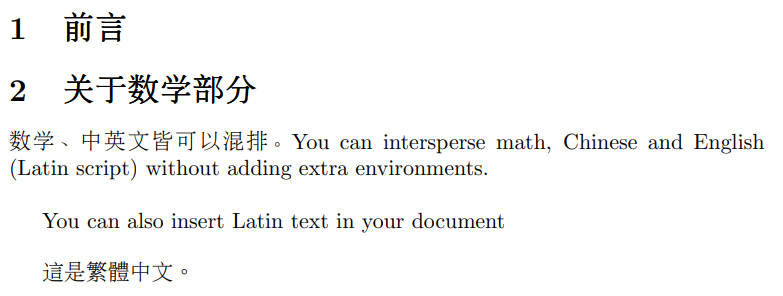 1 前言
2 关于数学部分
数学、中英文皆可以混排。You can intersperse math, Chinese and English
(Latin script) without adding extra environments.
You can also insert Latin text in your document
這是繁體中文。